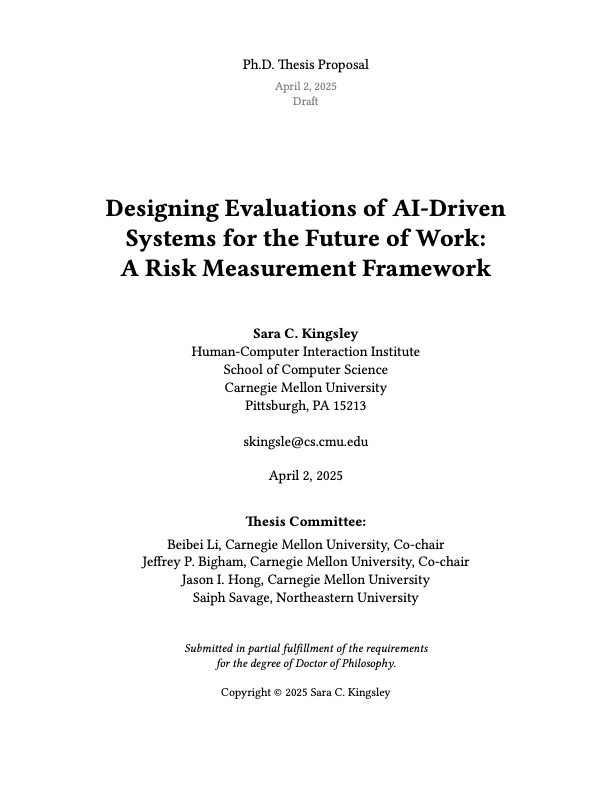 Ph.D. Thesis Proposal
April 2, 2025
Draft
Designing Evaluations of AI-Driven
Systems for the Future of Work:
A Risk Measurement Framework
Sara C. Kingsley
Human-Computer Interaction Institute
School of Computer Science
Carnegie Mellon University
Pittsburgh, PA 15213
skingsle@cs.cmu.edu
April 2, 2025
Thesis Committee:
Beibei Li, Carnegie Mellon University, Co-chair
Jeffrey P. Bigham, Carnegie Mellon University, Co-chair
Jason I. Hong, Carnegie Mellon University
Saiph Savage, Northeastern University
Submitted in partial fulfillment of the requirements
for the degree of Doctor of Philosophy.
Copyright © 2025 Sara C. Kingsley